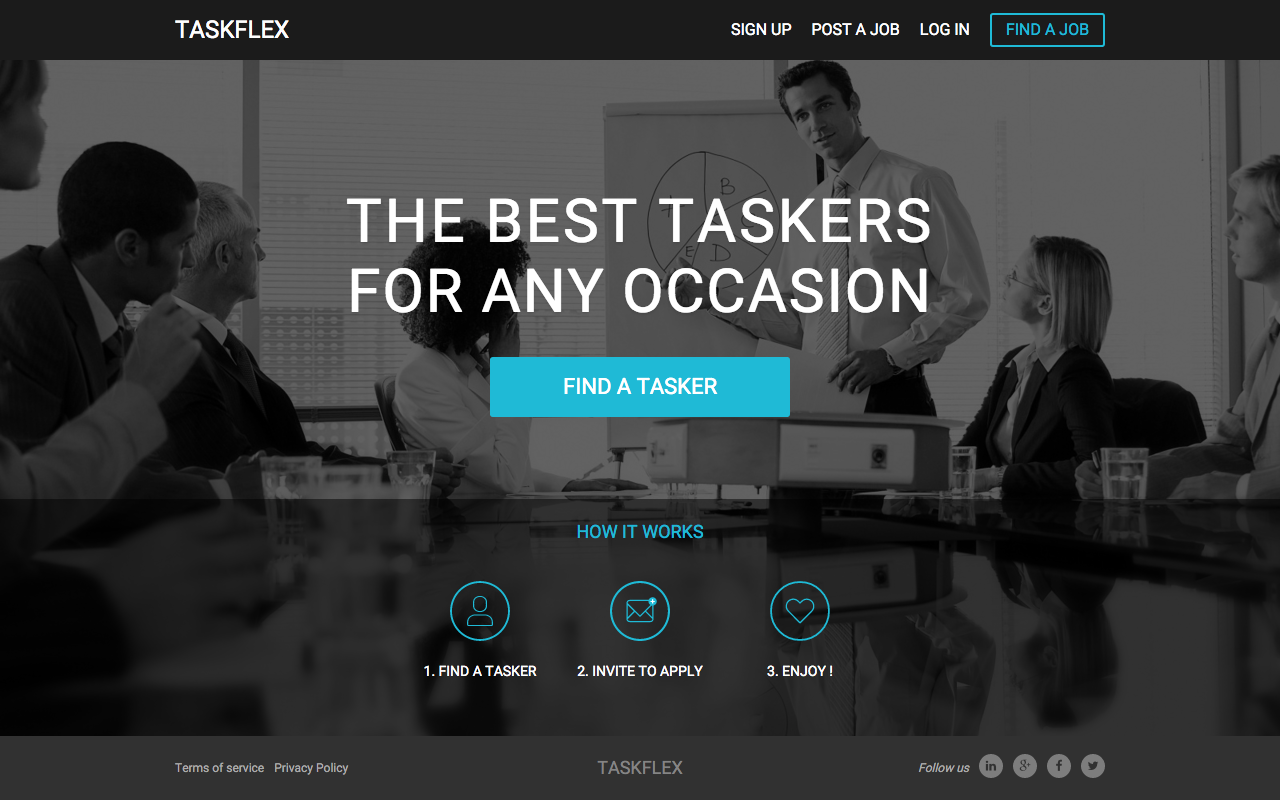 TASKFLEX
SIGN UP POST A JOB LOG IN FIND A JOB
B
E D
THE BEST TASKERS
FOR ANY OCCASION
FIND A TASKER
HOW IT WORKS
1. FIND A TASKER 2. INVITE TO APPLY 3. ENJOY !
Terms of service Privacy Policy TASKFLEX Follow us